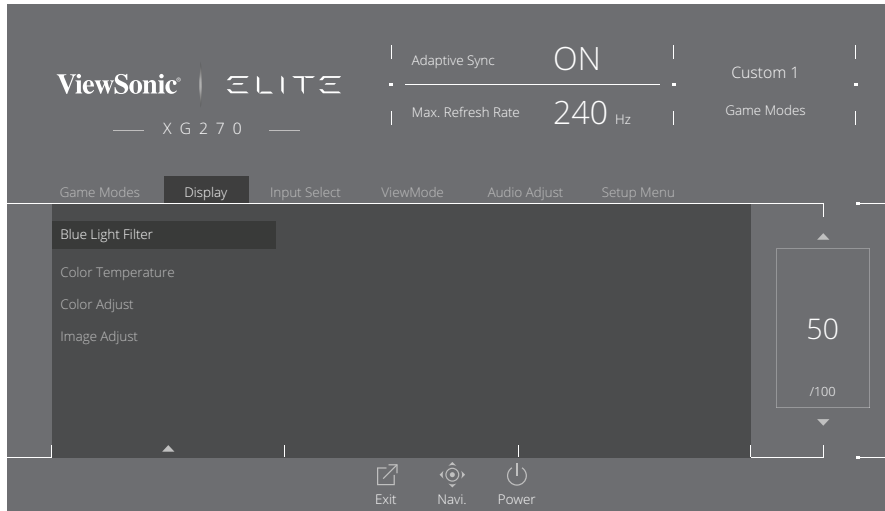 ViewSonic® ELITE
XG270
Adaptive Sync ON
Max. Refresh Rate 240 Hz
Custom 1
Game Modes
Game Modes Display Input Select ViewMode Audio Adjust Setup Menu
Blue Light Filter
Color Temperature
Color Adjust
Image Adjust
50
/100
Exit Navi. Power